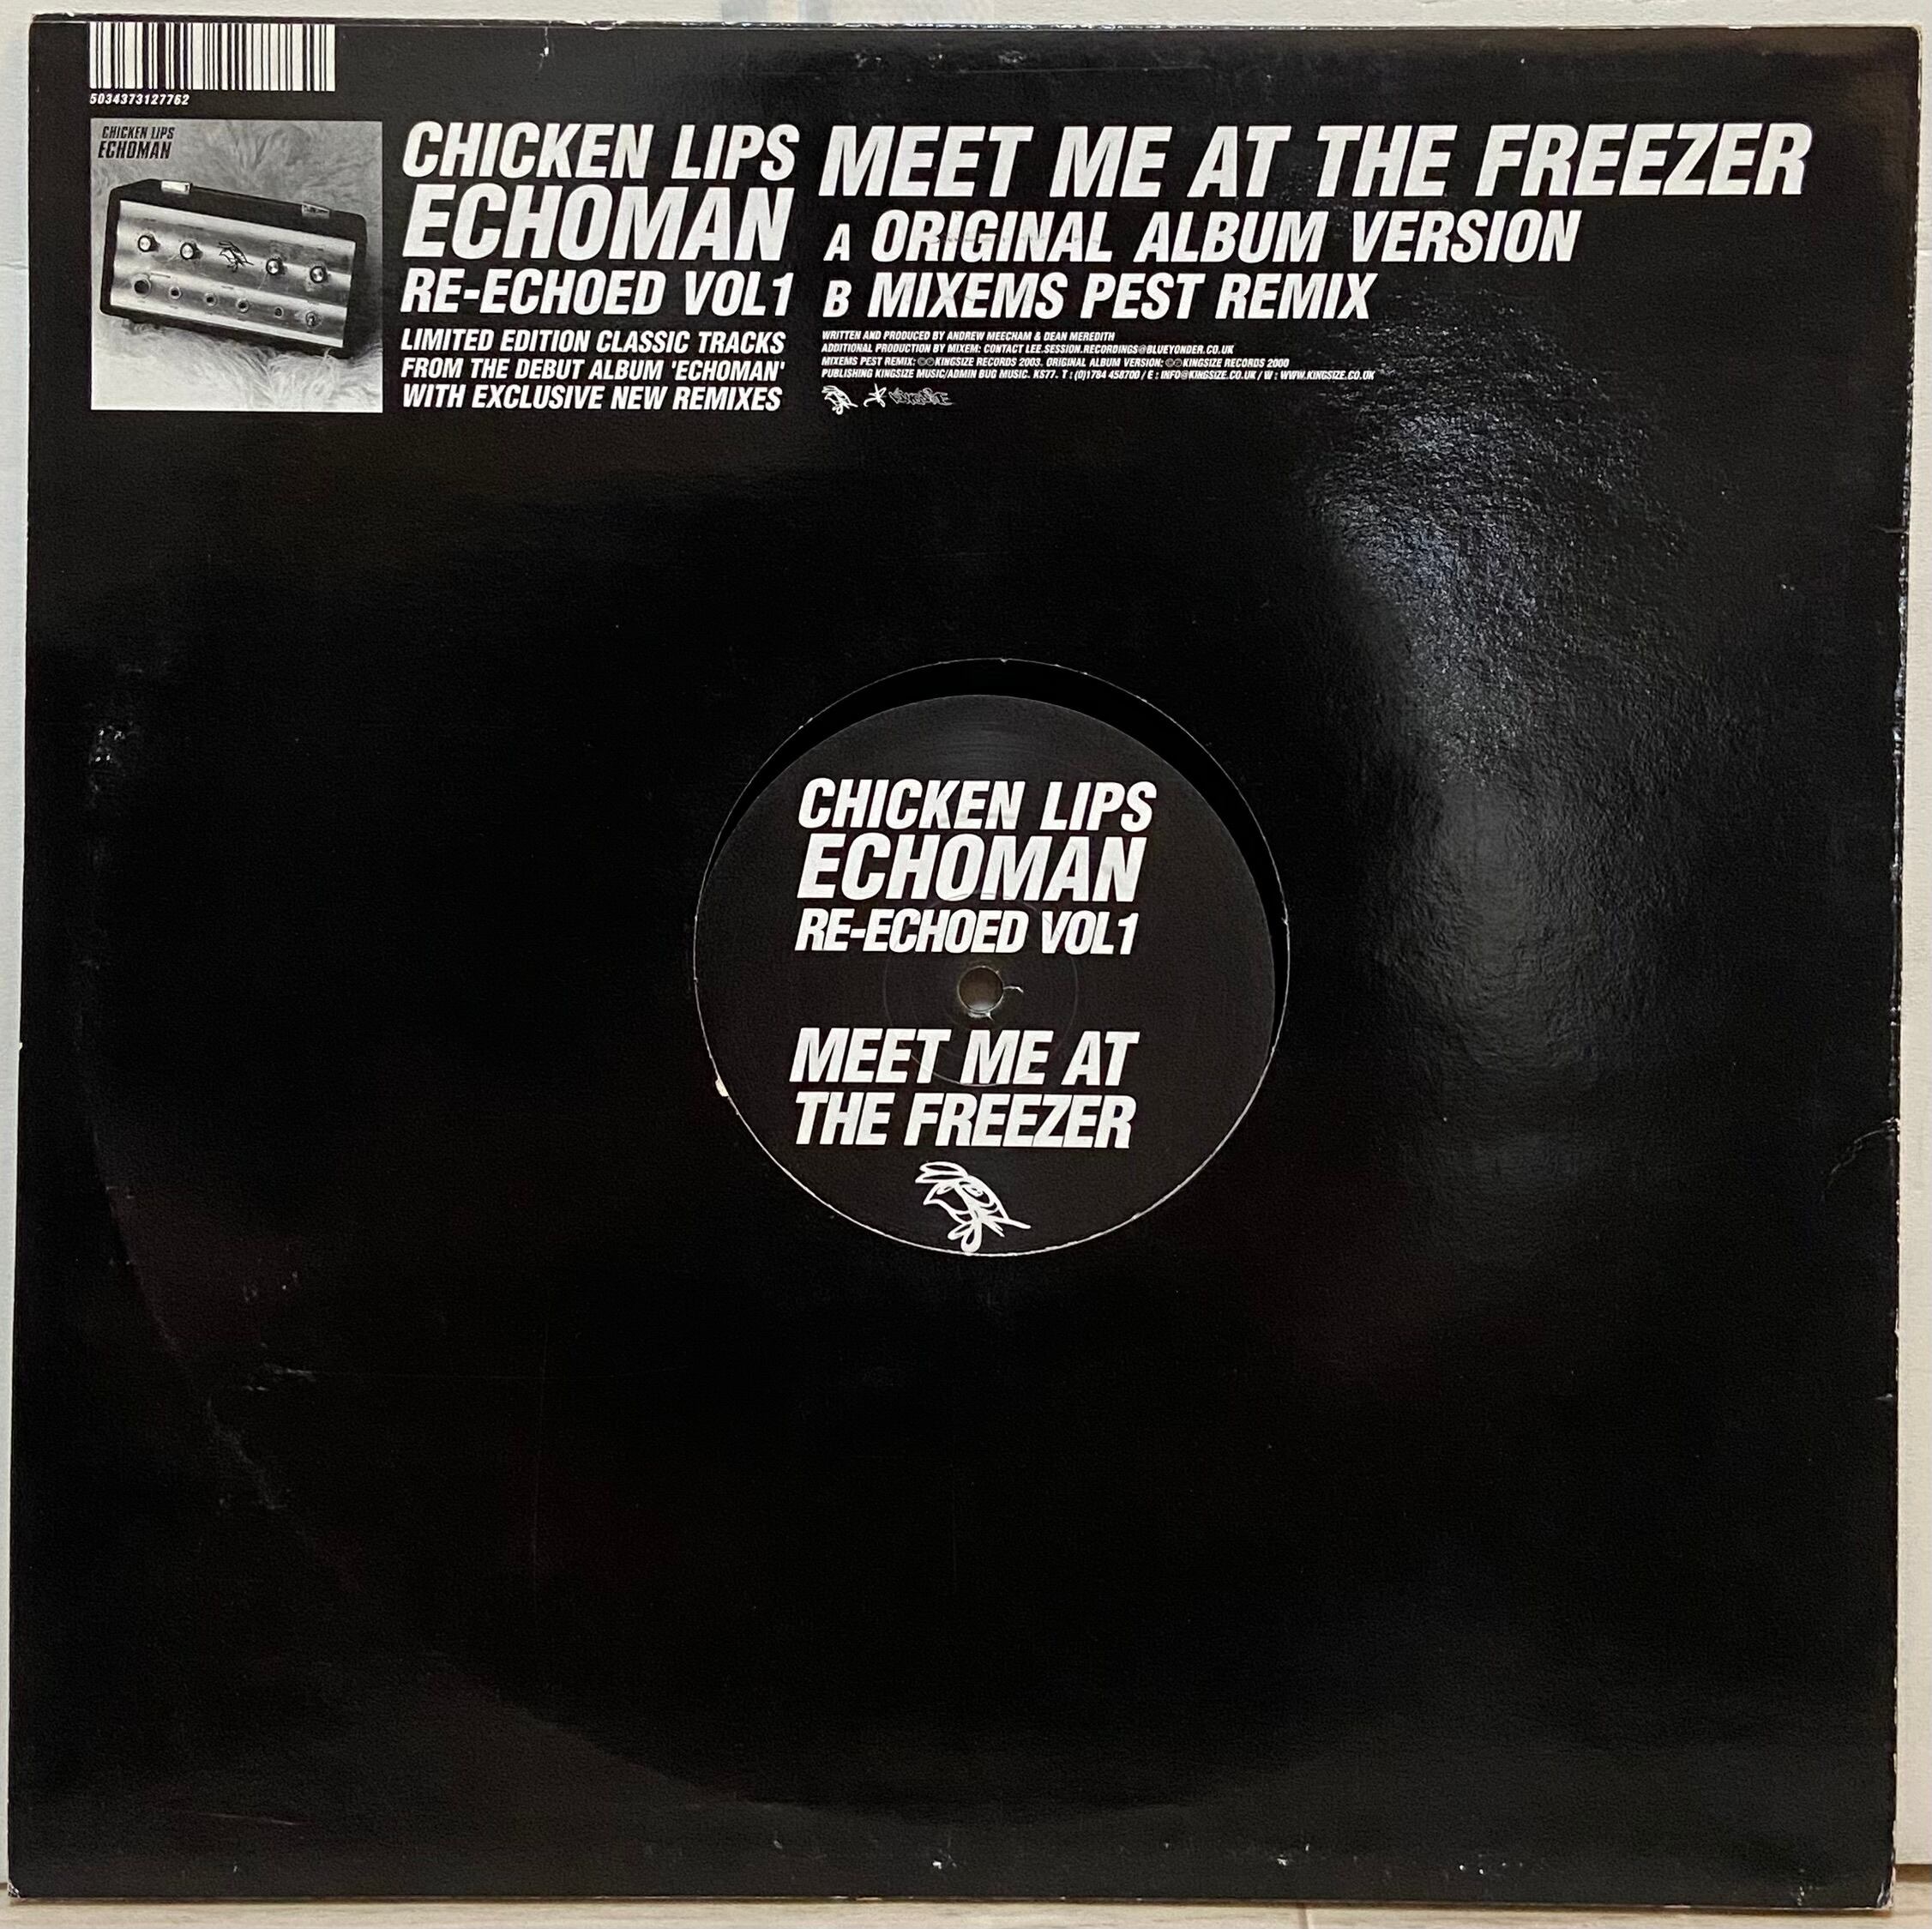 5034373127762
CHICKEN LIPS
ECHOMAN
CHICKEN LIPS
ECHOMAN
RE-ECHOED VOL1
LIMITED EDITION CLASSIC TRACKS
FROM THE DEBUT ALBUM 'ECHOMAN'
WITH EXCLUSIVE NEW REMIXES
MEET ME AT THE FREEZER
A ORIGINAL ALBUM VERSION
B MIXEMS PEST REMIX
WRITTEN AND PRODUCED BY ANDREW MEECHAM & DEAN MEREDITH
ADDITIONAL PRODUCTION BY MIXEM: CONTACT LEE.SESSION.RECORDINGS@BLUEYONDER.CO.UK
MIXEMS PEST REMIX: ©℗KINGSIZE RECORDS 2003. ORIGINAL ALBUM VERSION: ©℗KINGSIZE RECORDS 2000
PUBLISHING KINGSIZE MUSIC/ADMIN BUG MUSIC. KS77. T : (0)1784 458700 / E : INFO@KINGSIZE.CO.UK / W : WWW.KINGSIZE.CO.UK
CHICKEN LIPS
ECHOMAN
RE-ECHOED VOL1
MEET ME AT
THE FREEZER